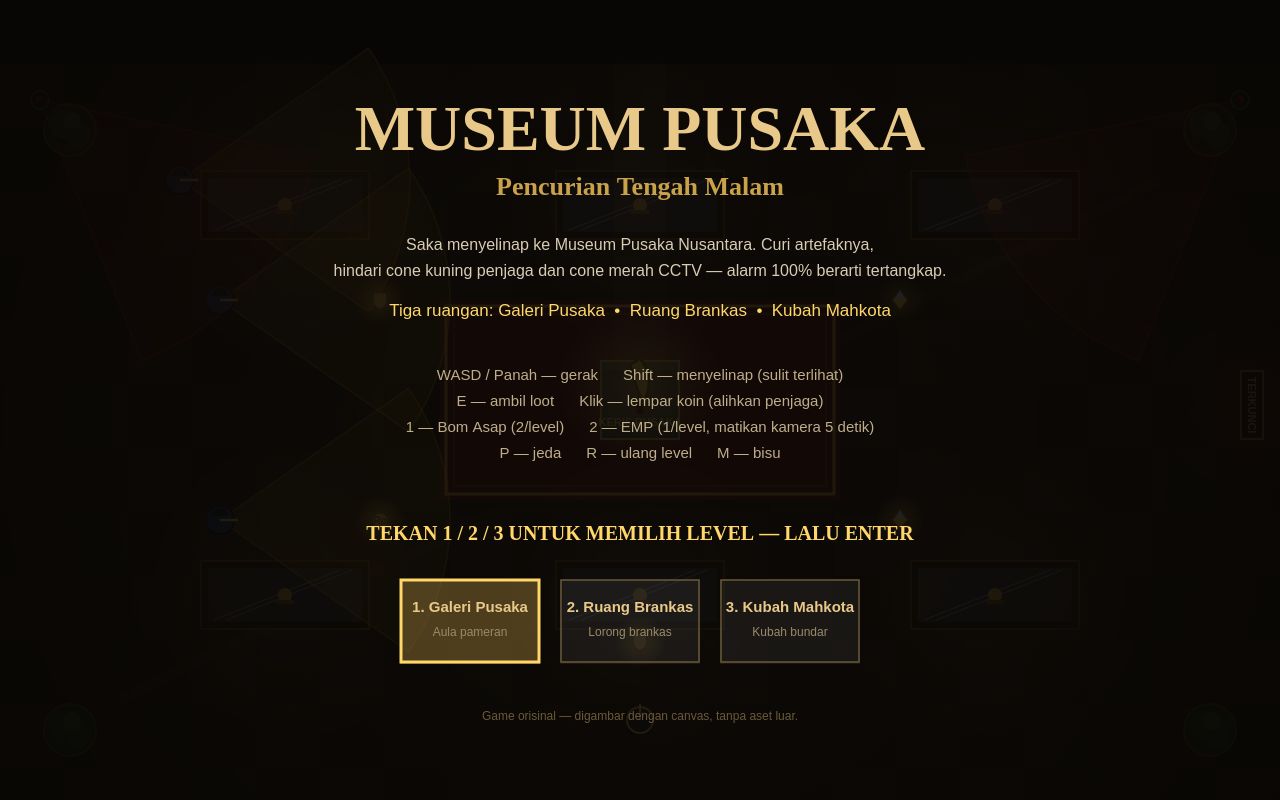 MUSEUM PUSAKA
Pencurian Tengah Malam
Saka menyelinap ke Museum Pusaka Nusantara. Curi artefaknya,
hindari cone kuning penjaga dan cone merah CCTV — alarm 100% berarti tertangkap.
Tiga ruangan: Galeri Pusaka • Ruang Brankas • Kubah Mahkota
WASD / Panah — gerak Shift — menyelinap (sulit terlihat)
E — ambil loot Klik — lempar koin (alihkan penjaga)
1 — Bom Asap (2/level) 2 — EMP (1/level, matikan kamera 5 detik)
P — jeda R — ulang level M — bisu
TERKUNCI
TEKAN 1 / 2 / 3 UNTUK MEMILIH LEVEL — LALU ENTER
1. Galeri Pusaka
Aula pameran
2. Ruang Brankas
Lorong brankas
3. Kubah Mahkota
Kubah bundar
Game orisinal — digambar dengan canvas, tanpa aset luar.